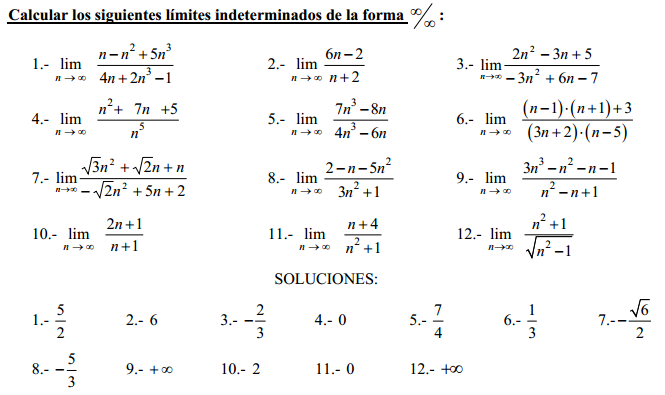 Calcular los siguientes límites indeterminados de la forma ∞/∞ :
1.- lim n→∞ (n − n² + 5n³)/(4n + 2n³ − 1) 2.- lim n→∞ (6n − 2)/(n + 2) 3.- lim n→∞ (2n² − 3n + 5)/(−3n² + 6n − 7)
4.- lim n→∞ (n² + 7n + 5)/n⁵ 5.- lim n→∞ (7n³ − 8n)/(4n³ − 6n) 6.- lim n→∞ ((n−1)·(n+1)+3)/((3n+2)·(n−5))
7.- lim n→∞ (√3n² + √2n + n)/(−√2n² + 5n + 2) 8.- lim n→∞ (2 − n − 5n²)/(3n² + 1) 9.- lim n→∞ (3n³ − n² − n − 1)/(n² − n + 1)
10.- lim n→∞ (2n + 1)/(n + 1) 11.- lim n→∞ (n + 4)/(n² + 1) 12.- lim n→∞ (n² + 1)/√(n² − 1)
SOLUCIONES:
1.- 5/2 2.- 6 3.- −2/3 4.- 0 5.- 7/4 6.- 1/3 7.- −√6/2
8.- −5/3 9.- +∞ 10.- 2 11.- 0 12.- +∞